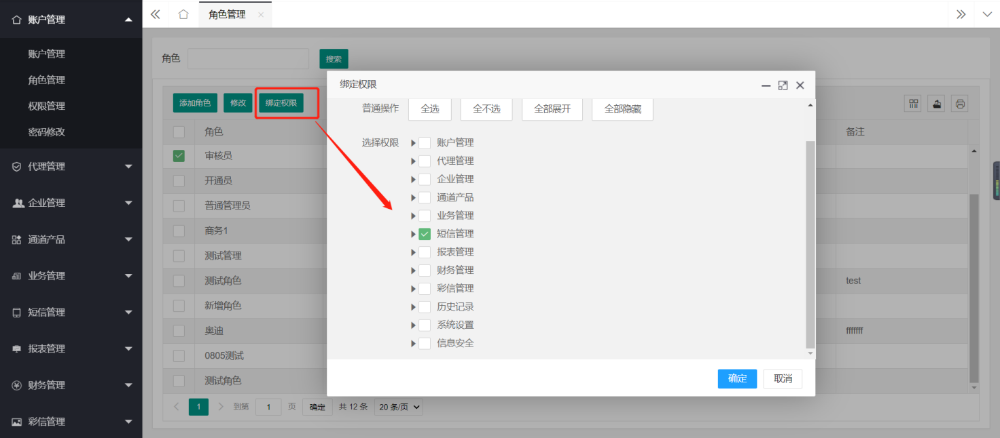 账户管理
账户管理
角色管理
权限管理
密码修改
代理管理
企业管理
通道产品
业务管理
短信管理
报表管理
财务管理
彩信管理
角色管理
角色
搜索
添加角色 修改 绑定权限
角色 备注
审核员
开通员
普通管理员
商务1
测试管理
测试角色 test
新增角色
奥迪 fffffff
0805测试
测试角色
1 到第 1 页 确定 共 12 条 20 条/页
绑定权限
普通操作 全选 全不选 全部展开 全部隐藏
选择权限 账户管理
代理管理
企业管理
通道产品
业务管理
短信管理
报表管理
财务管理
彩信管理
历史记录
系统设置
信息安全
确定 取消